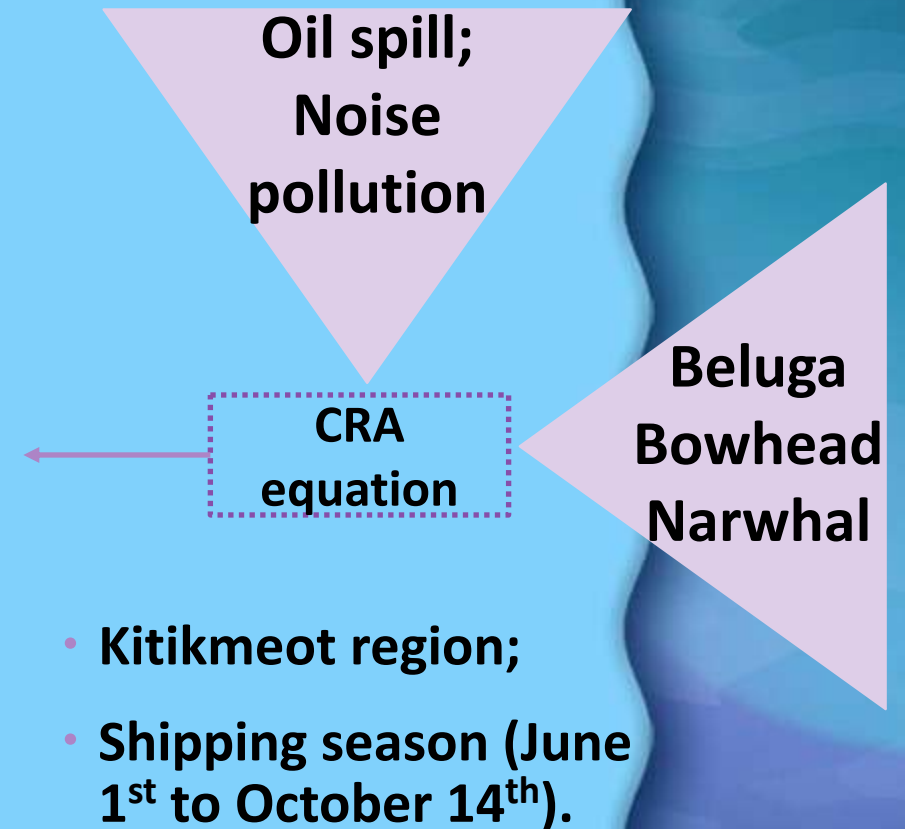 Oil spill;
Noise
pollution
CRA
equation
Beluga
Bowhead
Narwhal
• Kitikmeot region;
• Shipping season (June
1st to October 14th).